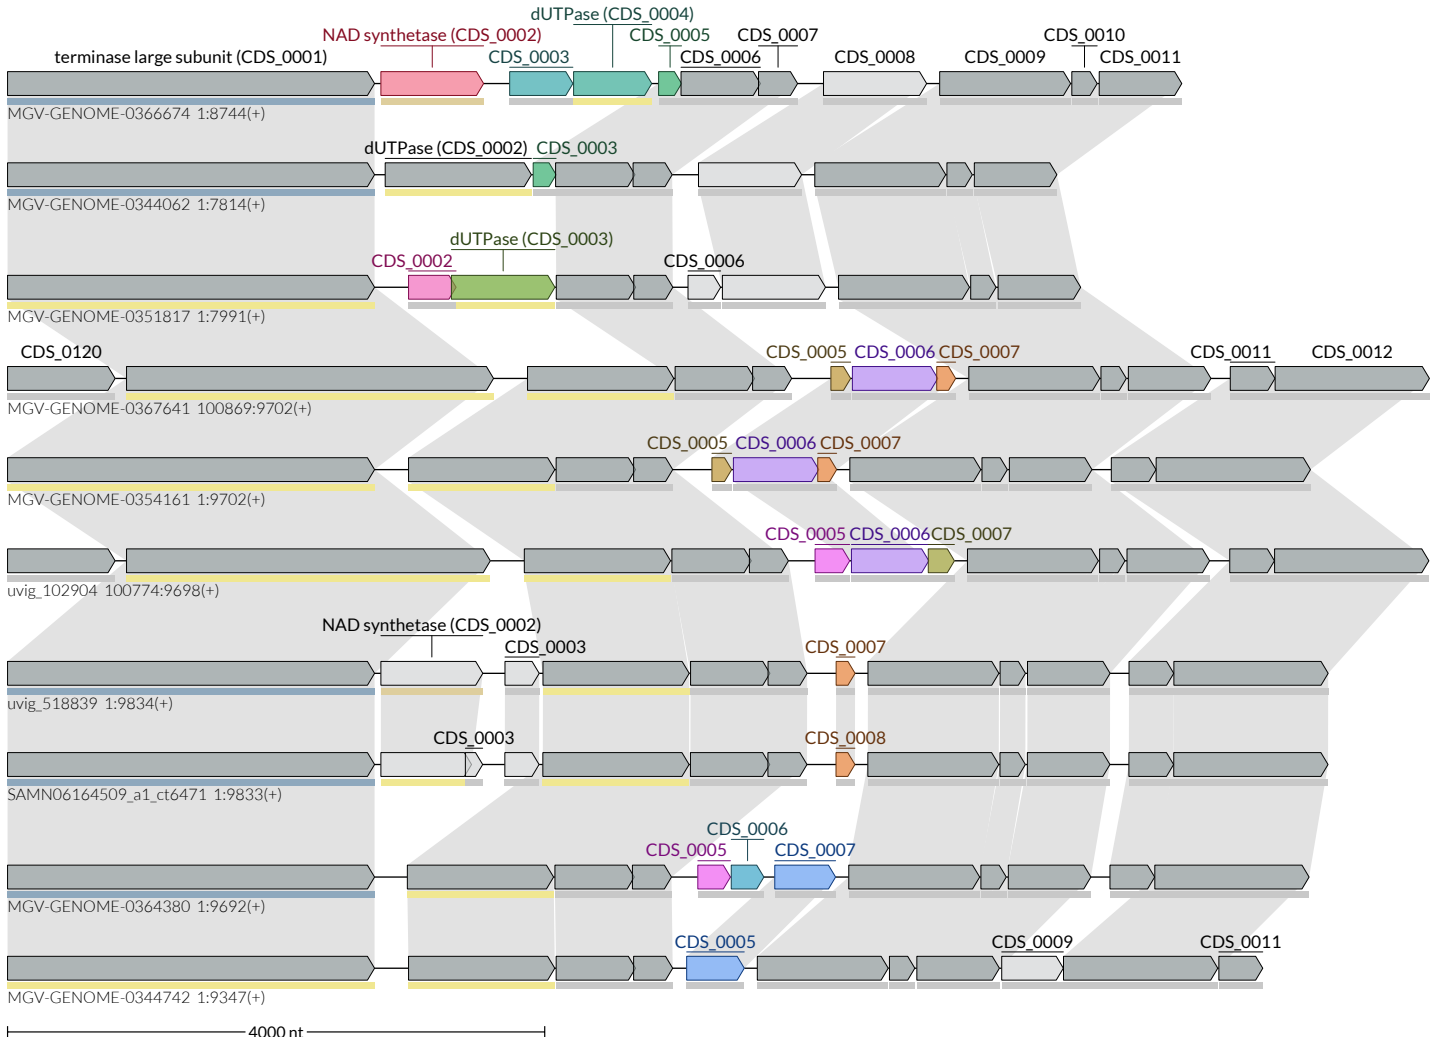 dUTPase (CDS_0004)
NAD synthetase (CDS_0002)
CDS_0005
CDS_0007
CDS_0010
terminase large subunit (CDS_0001)
CDS_0003
CDS_0006
CDS_0008
CDS_0009
CDS_0011
MGV-GENOME-0366674 1:8744(+)
dUTPase (CDS_0002)
CDS_0003
MGV-GENOME-0344062 1:7814(+)
dUTPase (CDS_0003)
CDS_0002
CDS_0006
MGV-GENOME-0351817 1:7991(+)
CDS_0120
CDS_0005
CDS_0006
CDS_0007
CDS_0011
CDS_0012
MGV-GENOME-0367641 100869:9702(+)
CDS_0005
CDS_0006
CDS_0007
MGV-GENOME-0354161 1:9702(+)
CDS_0005
CDS_0006
CDS_0007
uvig_102904 100774:9698(+)
NAD synthetase (CDS_0002)
CDS_0003
CDS_0007
uvig_518839 1:9834(+)
CDS_0003
CDS_0008
SAMN06164509_a1_ct6471 1:9833(+)
CDS_0006
CDS_0005
CDS_0007
MGV-GENOME-0364380 1:9692(+)
CDS_0005
CDS_0009
CDS_0011
MGV-GENOME-0344742 1:9347(+)
4000 nt